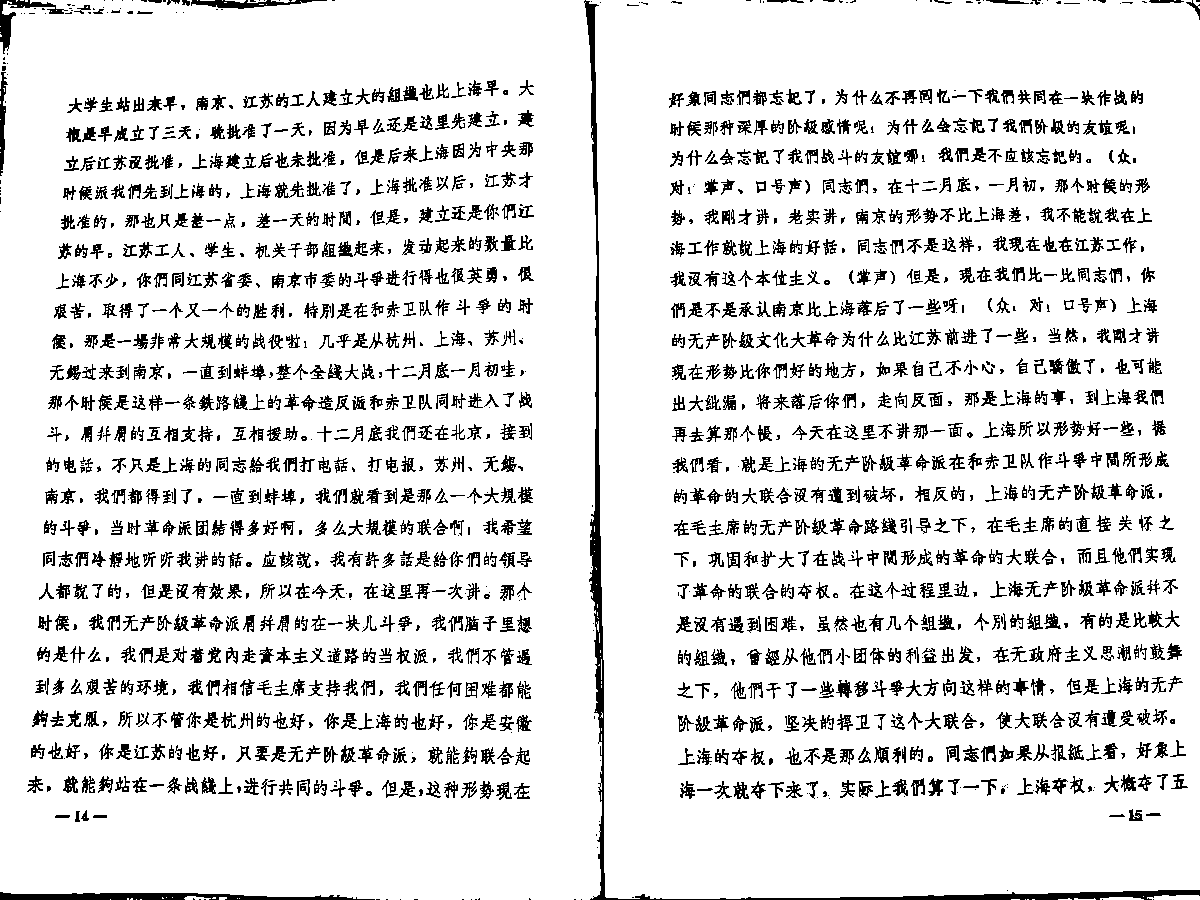 大学生站出来早，南京、江苏的工人建立大的組織也比上海早。大
概是早成立了三天，晚批准了一天，因为早么还是这里先建立，建
立后江苏沒批准，上海建立后也未批准，但是后来上海因为中央那
时候派我們先到上海的，上海就先批准了，上海批准以后，江苏才
批准的，那也只是差一点，差一天的时間，但是，建立还是你們江
苏的早。江苏工人、学生、机关干部組織起来，发动起来的数量比
上海不少，你們同江苏省委、南京市委的斗爭进行得也很英勇，很
艰苦，取得了一个又一个的胜利，特別是在和赤卫队作斗爭的时
候，那是一場非常大規模的战役啦；几乎是从杭州、上海、苏州、
无錫过来到南京，一直到蚌埠，整个全綫大战，十二月底一月初哇，
那个时候是这样一条鉄路綫上的革命造反派和赤卫队同时进入了战
斗，肩幷肩的互相支持，互相援助。十二月底我們还在北京，接到
的电話，不只是上海的同志給我們打电話、打电报，苏州、无錫、
南京，我們都得到了，一直到蚌埠，我們就看到是那么一个大規模
的斗爭，当时革命派团結得多好啊，多么大規模的联合啊；我希望
同志們冷靜地听听我讲的話。应該說，我有許多話是給你們的領导
人都說了的，但是沒有效果，所以在今天，在这里再一次讲。那个
时候，我們无产阶級革命派肩幷肩的在一块儿斗爭，我們脑子里想
的是什么，我們是对着党內走資本主义道路的当权派，我們不管遇
到多么艰苦的环境，我們相信毛主席支持我們，我們任何困难都能
夠去克服，所以不管你是杭州的也好，你是上海的也好，你是安徽
的也好，你是江苏的也好，只要是无产阶級革命派，就能夠联合起
来，就能夠站在一条战綫上，进行共同的斗爭。但是，这种形势现在
—14—
好象同志們都忘記了，为什么不再回忆一下我們共同在一块作战的
时候那种深厚的阶級感情呢；为什么会忘記了我們阶級的友誼呢；
为什么会忘記了我們战斗的友誼哪；我們是不应該忘記的。（众，
对；掌声、口号声）同志們，在十二月底，一月初，那个时候的形
势，我剛才讲，老实讲，南京的形势不比上海差，我不能說我在上
海工作就說上海的好話，同志們不是这样，我現在也在江苏工作，
我沒有这个本位主义。（掌声）但是，現在我們比一比同志們，你
們是不是承认南京比上海落后了一些呀；（众：对；口号声）上海
的无产阶級文化大革命为什么比江苏前进了一些，当然，我剛才讲
現在形势比你們好的地方，如果自己不小心，自己驕傲了，也可能
出大紕漏，将来落后你們，走向反面，那是上海的事，到上海我們
再去算那个帳，今天在这里不讲那一面。上海所以形势好一些，据
我們看，就是上海的无产阶級革命派在和赤卫队作斗爭中間所形成
的革命的大联合沒有遭到破坏，相反的，上海的无产阶級革命派，
在毛主席的无产阶級革命路綫引导之下，在毛主席的直接关怀之
下，巩固和扩大了在战斗中間形成的革命的大联合，而且他們实现
了革命的联合的夺权。在这个过程里边，上海无产阶級革命派幷不
是沒有遇到困难，虽然也有几个組織，个別的組織，有的是比較大
的組織，曾經从他們小团体的利益出发，在无政府主义思潮的鼓舞
之下，他們干了一些轉移斗爭大方向这样的事情，但是上海的无产
阶級革命派，坚决的捍卫了这个大联合，使大联合沒有遭受破坏。
上海的夺权，也不是那么順利的。同志們如果从报紙上看，好象上
海一次就夺下来了，实际上我們算了一下，上海夺权，大概夺了五
—15—